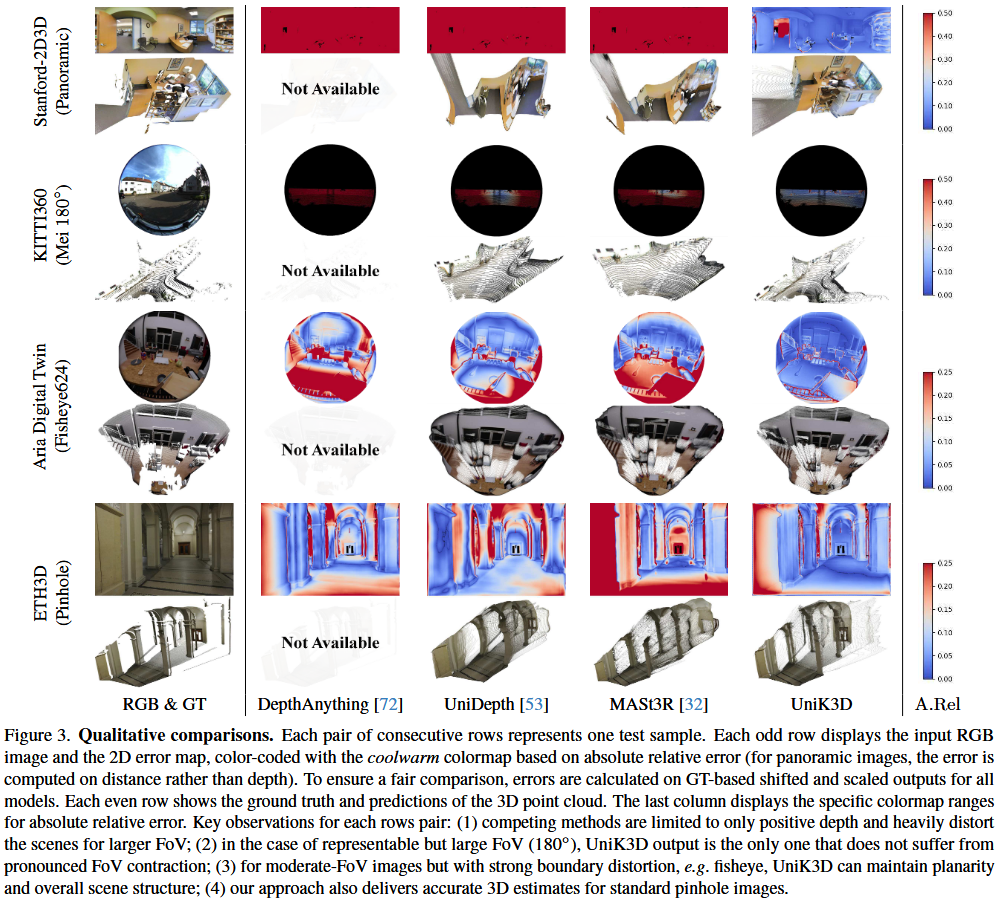 Stanford-2D3D
(Panoramic)
Not Available
0.50
0.40
0.30
0.20
0.10
0.00
KITTI360
(Mei 180°)
Not Available
0.50
0.40
0.30
0.20
0.10
0.00
Aria Digital Twin
(Fisheye624)
Not Available
0.25
0.20
0.15
0.10
0.05
0.00
ETH3D
(Pinhole)
Not Available
0.25
0.20
0.15
0.10
0.05
0.00
RGB & GT
DepthAnything [72]
UniDepth [53]
MASt3R [32]
UniK3D
A.Rel
Figure 3. Qualitative comparisons. Each pair of consecutive rows represents one test sample. Each odd row displays the input RGB
image and the 2D error map, color-coded with the coolwarm colormap based on absolute relative error (for panoramic images, the error is
computed on distance rather than depth). To ensure a fair comparison, errors are calculated on GT-based shifted and scaled outputs for all
models. Each even row shows the ground truth and predictions of the 3D point cloud. The last column displays the specific colormap ranges
for absolute relative error. Key observations for each rows pair: (1) competing methods are limited to only positive depth and heavily distort
the scenes for larger FoV; (2) in the case of representable but large FoV (180°), UniK3D output is the only one that does not suffer from
pronounced FoV contraction; (3) for moderate-FoV images but with strong boundary distortion, e.g. fisheye, UniK3D can maintain planarity
and overall scene structure; (4) our approach also delivers accurate 3D estimates for standard pinhole images.